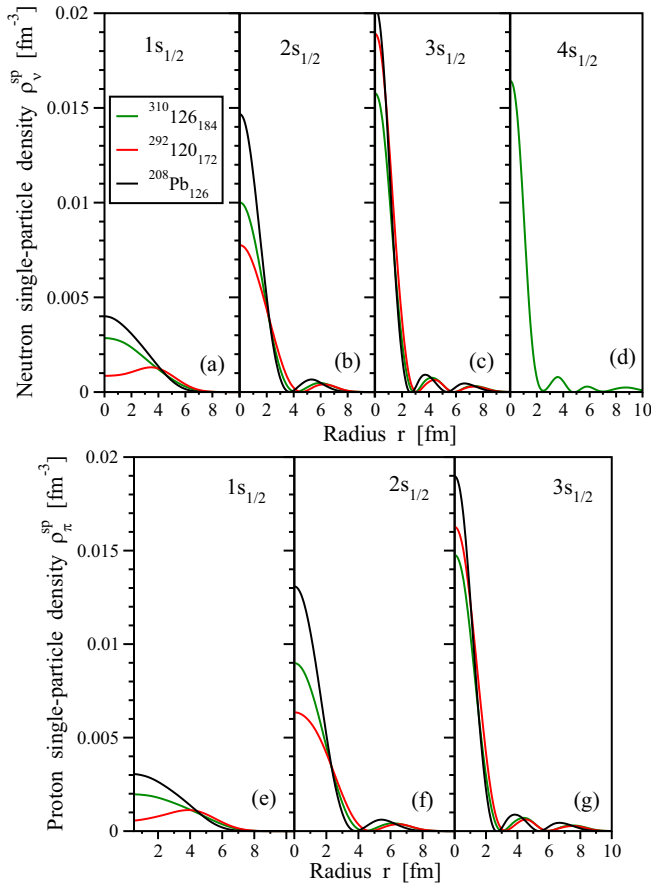 Neutron single-particle density ρ_ν^sp [fm⁻³]
0.02
0.015
0.01
0.005
0
1s₁/₂
2s₁/₂
3s₁/₂
4s₁/₂
³¹⁰126₁₈₄
²⁹²120₁₇₂
²⁰⁸Pb₁₂₆
(a)
(b)
(c)
(d)
0 2 4 6 8
0 2 4 6 8
0 2 4 6 8
0 2 4 6 8 10
Radius r [fm]
Proton single-particle density ρ_π^sp [fm⁻³]
0.02
0.015
0.01
0.005
0
1s₁/₂
2s₁/₂
3s₁/₂
(e)
(f)
(g)
2 4 6 8
0 2 4 6 8
0 2 4 6 8 10
Radius r [fm]